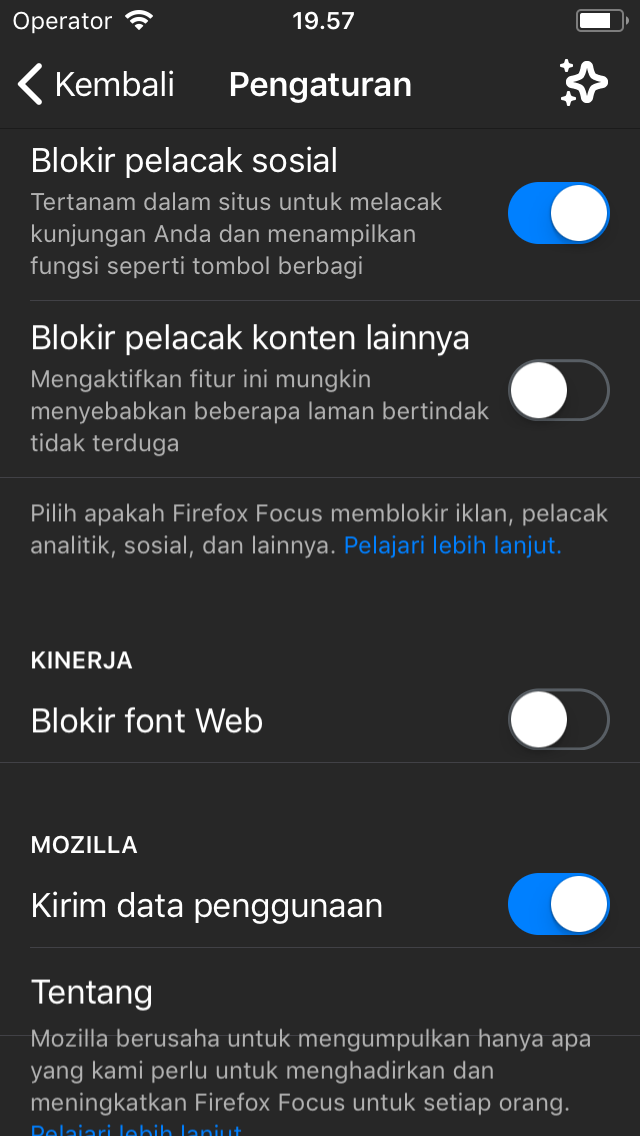 Operator
19.57
Kembali
Pengaturan
Blokir pelacak sosial
Tertanam dalam situs untuk melacak
kunjungan Anda dan menampilkan
fungsi seperti tombol berbagi
Blokir pelacak konten lainnya
Mengaktifkan fitur ini mungkin
menyebabkan beberapa laman bertindak
tidak terduga
Pilih apakah Firefox Focus memblokir iklan, pelacak
analitik, sosial, dan lainnya. Pelajari lebih lanjut.
KINERJA
Blokir font Web
MOZILLA
Kirim data penggunaan
Tentang
Mozilla berusaha untuk mengumpulkan hanya apa
yang kami perlu untuk menghadirkan dan
meningkatkan Firefox Focus untuk setiap orang.
Pelajari lebih lanjut.